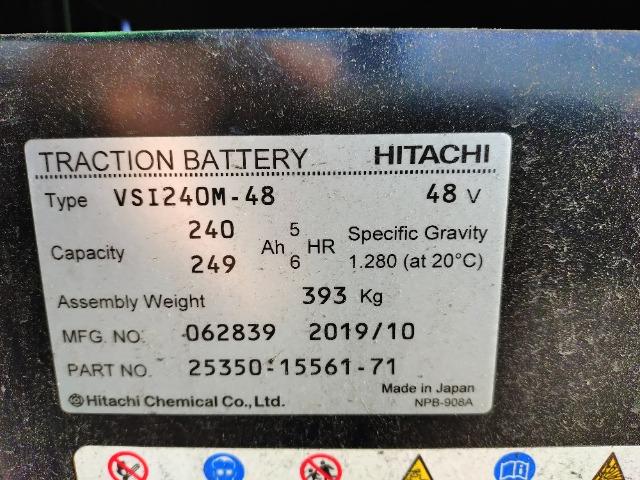 TRACTION BATTERY HITACHI
Type VSI240M-48 48 V
Capacity 240 Ah 5 HR Specific Gravity
249 6 1.280 (at 20°C)
Assembly Weight 393 Kg
MFG. NO. 062839 2019/10
PART NO. 25350-15561-71
Made in Japan
Hitachi Chemical Co., Ltd. NPB-908A